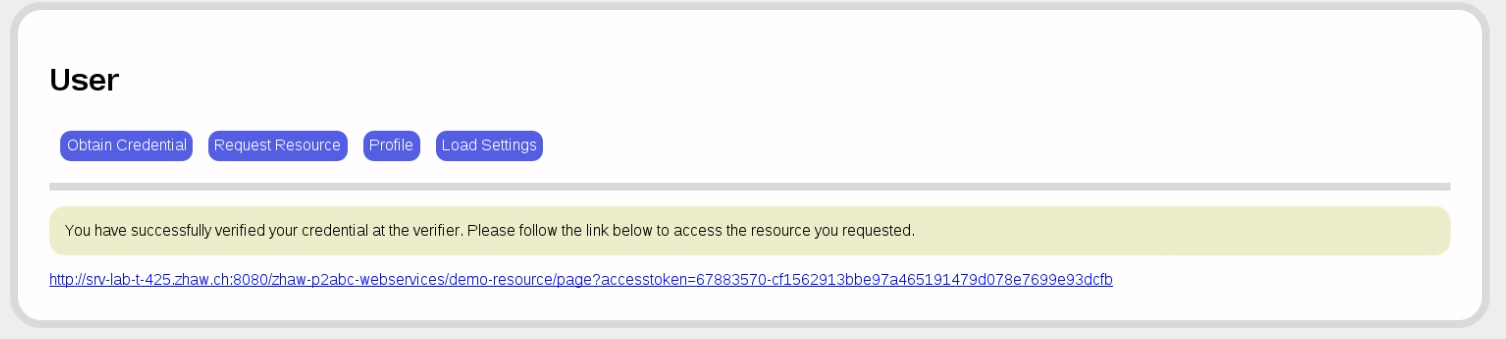 User
Obtain Credential Request Resource Profile Load Settings
You have successfully verified your credential at the verifier. Please follow the link below to access the resource you requested.
http://srv-lab-t-425.zhaw.ch:8080/zhaw-p2abc-webservices/demo-resource/page?accesstoken=67883570-cf1562913bbe97a465191479d078e7699e93dcfb